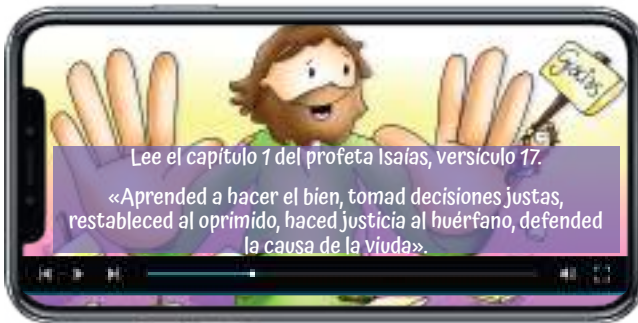 gracias
Lee el capítulo 1 del profeta Isaías, versículo 17.
«Aprended a hacer el bien, tomad decisiones justas,
restableced al oprimido, haced justicia al huérfano, defended
la causa de la viuda».